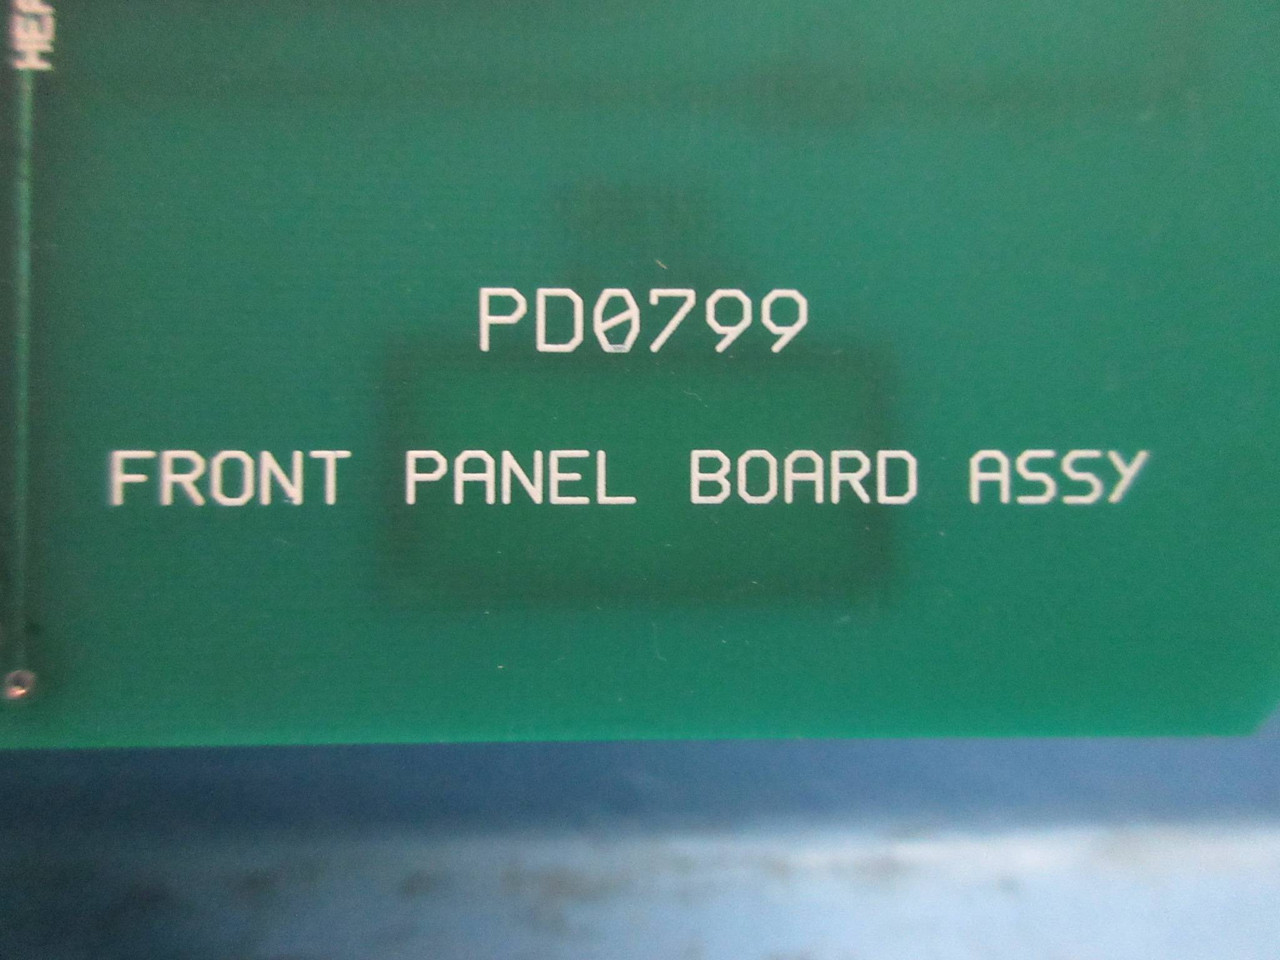 PD0799
FRONT PANEL BOARD ASSY